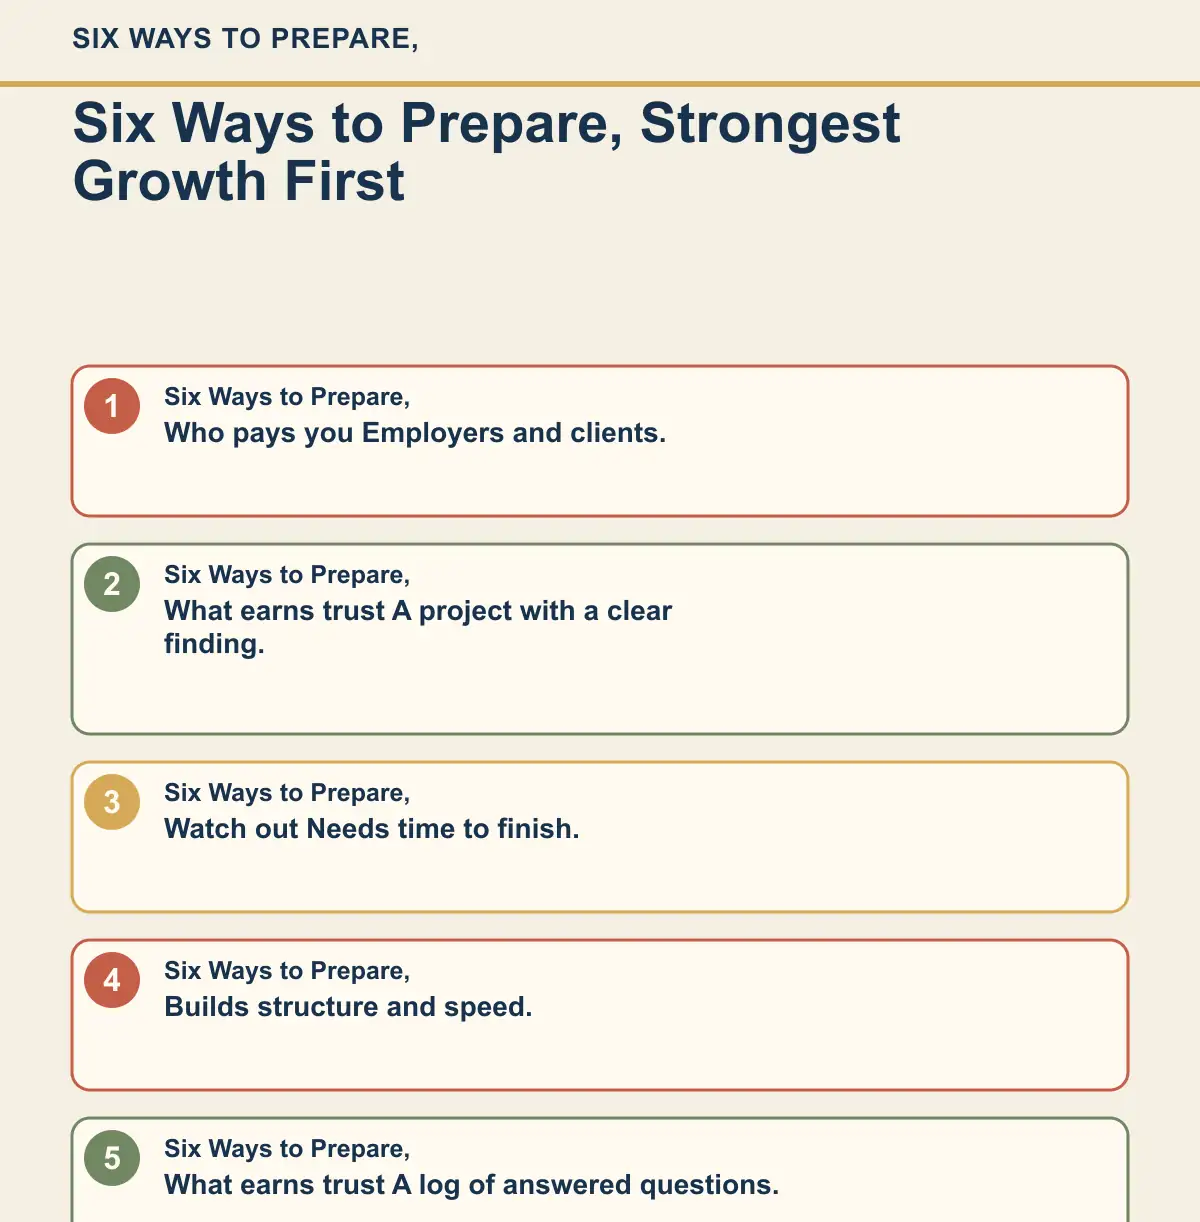 SIX WAYS TO PREPARE,
Six Ways to Prepare, Strongest
Growth First
1
Six Ways to Prepare,
Who pays you Employers and clients.
2
Six Ways to Prepare,
What earns trust A project with a clear
finding.
3
Six Ways to Prepare,
Watch out Needs time to finish.
4
Six Ways to Prepare,
Builds structure and speed.
5
Six Ways to Prepare,
What earns trust A log of answered questions.